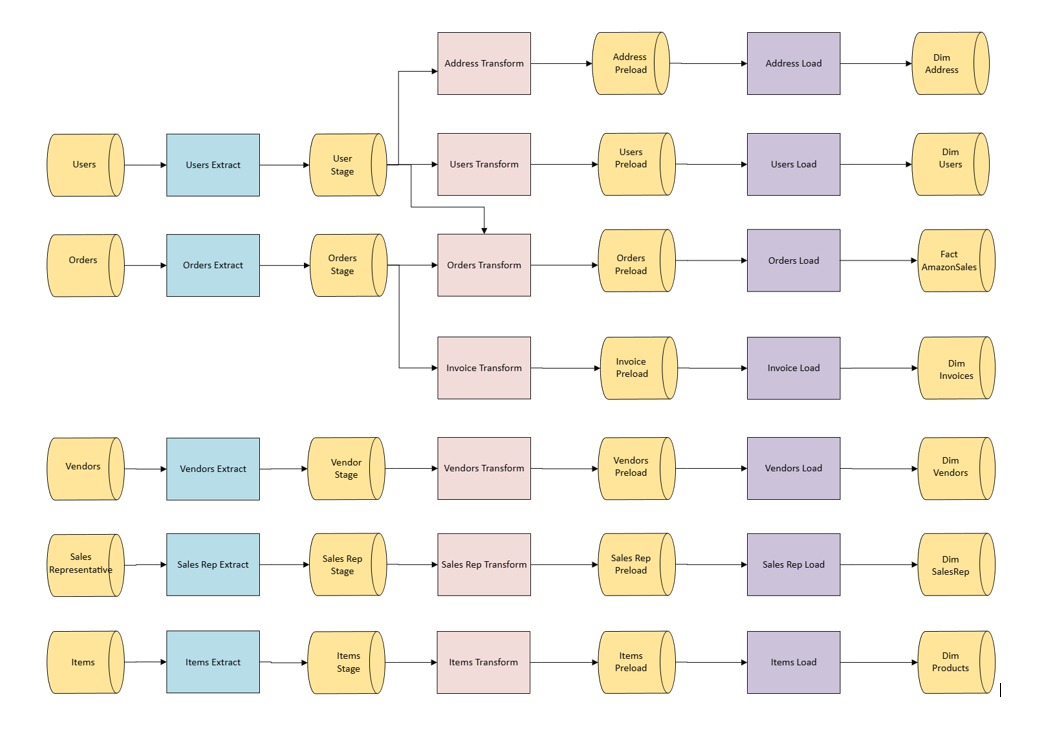 Address Transform
Address
Preload
Address Load
Dim
Address
Users
Users Extract
User
Stage
Users Transform
Users
Preload
Users Load
Dim
Users
Orders
Orders Extract
Orders
Stage
Orders Transform
Orders
Preload
Orders Load
Fact
AmazonSales
Invoice Transform
Invoice
Preload
Invoice Load
Dim
Invoices
Vendors
Vendors Extract
Vendor
Stage
Vendors Transform
Vendors
Preload
Vendors Load
Dim
Vendors
Sales
Representative
Sales Rep Extract
Sales Rep
Stage
Sales Rep Transform
Sales Rep
Preload
Sales Rep Load
Dim
SalesRep
Items
Items Extract
Items
Stage
Items Transform
Items
Preload
Items Load
Dim
Products